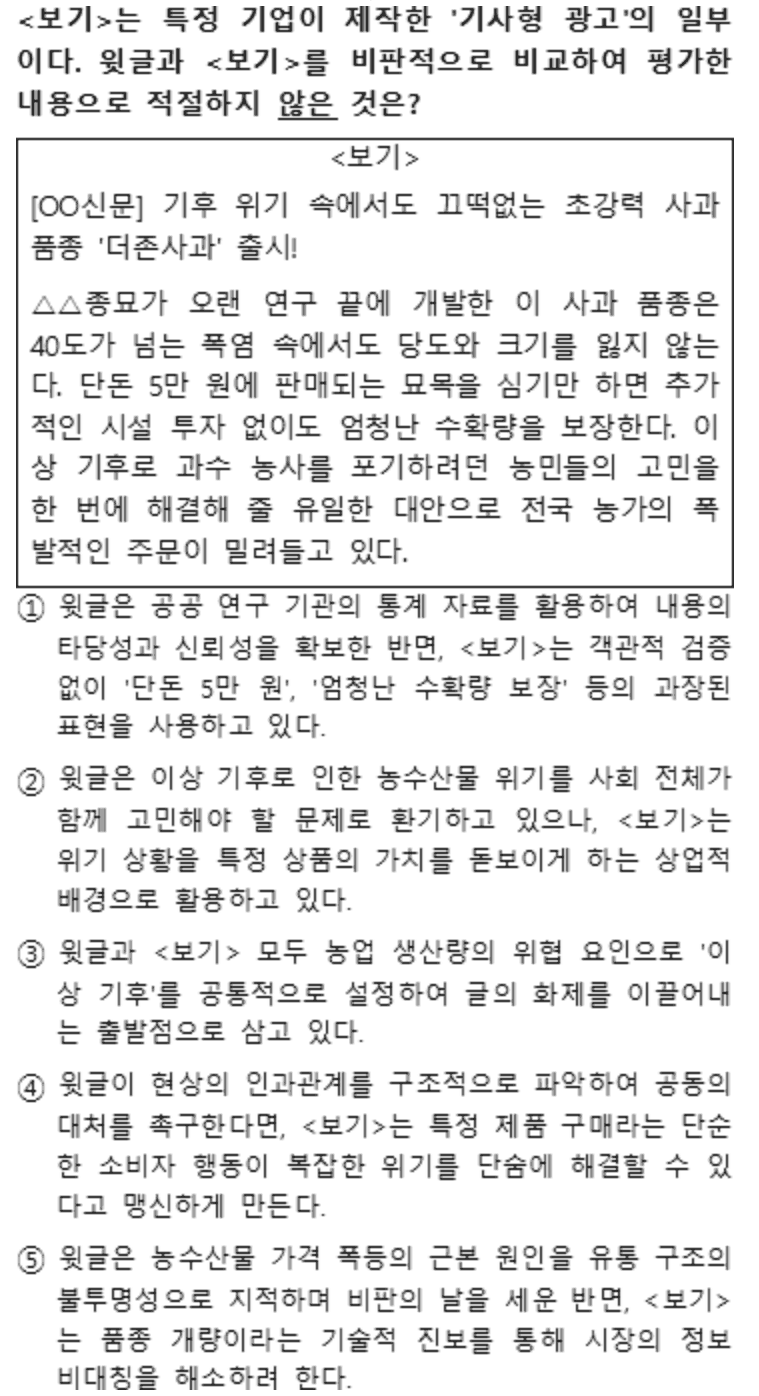 <보기>는 특정 기업이 제작한 '기사형 광고'의 일부
이다. 윗글과 <보기>를 비판적으로 비교하여 평가한
내용으로 적절하지 않은 것은?
<보기>
[OO신문] 기후 위기 속에서도 끄떡없는 초강력 사과
품종 '더존사과' 출시!
△△종묘가 오랜 연구 끝에 개발한 이 사과 품종은
40도가 넘는 폭염 속에서도 당도와 크기를 잃지 않는
다. 단돈 5만 원에 판매되는 묘목을 심기만 하면 추가
적인 시설 투자 없이도 엄청난 수확량을 보장한다. 이
상 기후로 과수 농사를 포기하려던 농민들의 고민을
한 번에 해결해 줄 유일한 대안으로 전국 농가의 폭
발적인 주문이 밀려들고 있다.
① 윗글은 공공 연구 기관의 통계 자료를 활용하여 내용의
타당성과 신뢰성을 확보한 반면, <보기>는 객관적 검증
없이 '단돈 5만 원', '엄청난 수확량 보장' 등의 과장된
표현을 사용하고 있다.
② 윗글은 이상 기후로 인한 농수산물 위기를 사회 전체가
함께 고민해야 할 문제로 환기하고 있으나, <보기>는
위기 상황을 특정 상품의 가치를 돋보이게 하는 상업적
배경으로 활용하고 있다.
③ 윗글과 <보기> 모두 농업 생산량의 위협 요인으로 '이
상 기후'를 공통적으로 설정하여 글의 화제를 이끌어내
는 출발점으로 삼고 있다.
④ 윗글이 현상의 인과관계를 구조적으로 파악하여 공동의
대처를 촉구한다면, <보기>는 특정 제품 구매라는 단순
한 소비자 행동이 복잡한 위기를 단숨에 해결할 수 있
다고 맹신하게 만든다.
⑤ 윗글은 농수산물 가격 폭등의 근본 원인을 유통 구조의
불투명성으로 지적하며 비판의 날을 세운 반면, <보기>
는 품종 개량이라는 기술적 진보를 통해 시장의 정보
비대칭을 해소하려 한다.